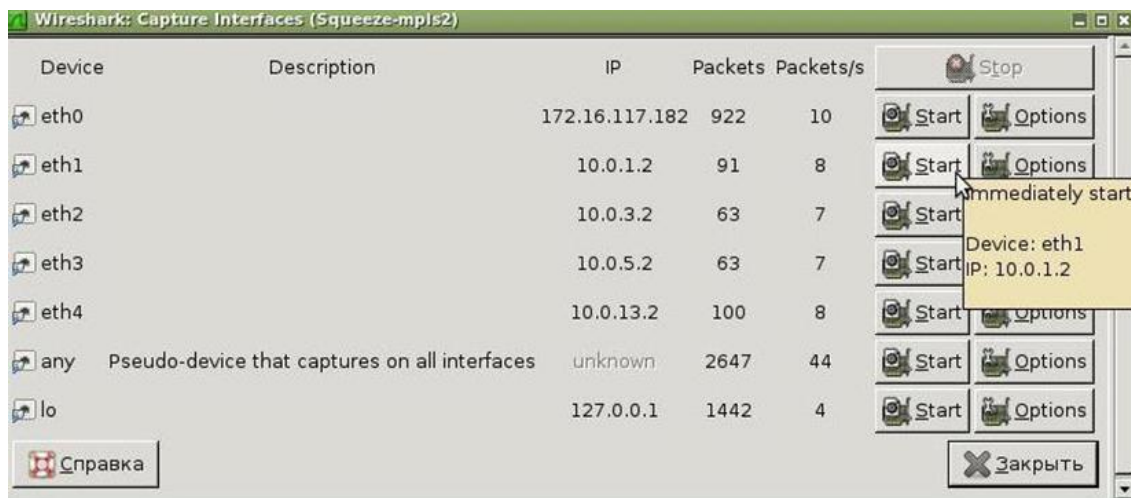 Wireshark: Capture Interfaces (Squeeze-mpls2)
Device Description IP Packets Packets/s Stop
eth0 172.16.117.182 922 10 Start Options
eth1 10.0.1.2 91 8 Start Options
eth2 10.0.3.2 63 7 Start
eth3 10.0.5.2 63 7 Start
eth4 10.0.13.2 100 8 Start Options
any Pseudo-device that captures on all interfaces unknown 2647 44 Start Options
lo 127.0.0.1 1442 4 Start Options
Immediately start
Device: eth1
IP: 10.0.1.2
Справка Закрыть